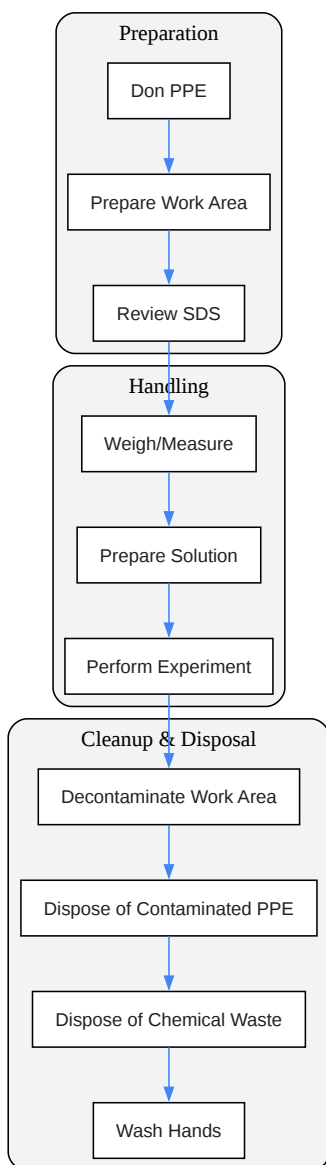 Preparation
Don PPE
Prepare Work Area
Review SDS
Handling
Weigh/Measure
Prepare Solution
Perform Experiment
Cleanup & Disposal
Decontaminate Work Area
Dispose of Contaminated PPE
Dispose of Chemical Waste
Wash Hands